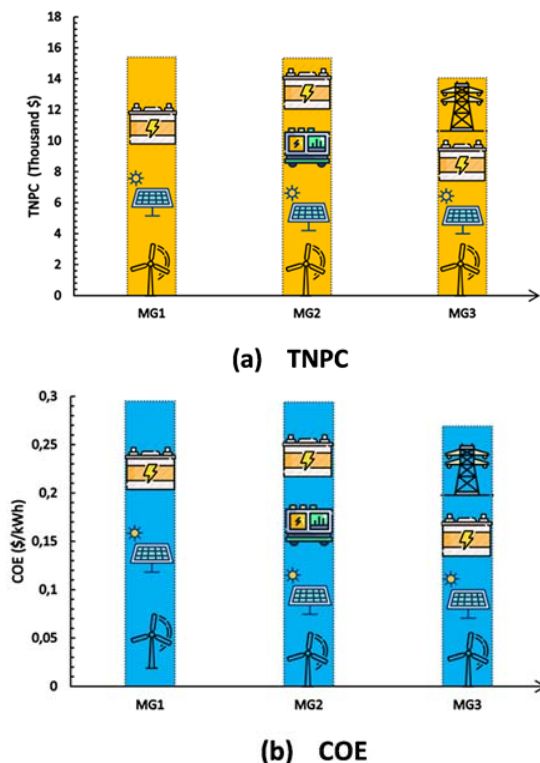 18
16
14
12
10
8
6
4
2
0
TNPC (Thousand $)
MG1 MG2 MG3
(a) TNPC
0,3
0,25
0,2
0,15
0,1
0,05
0
COE ($/kWh)
MG1 MG2 MG3
(b) COE